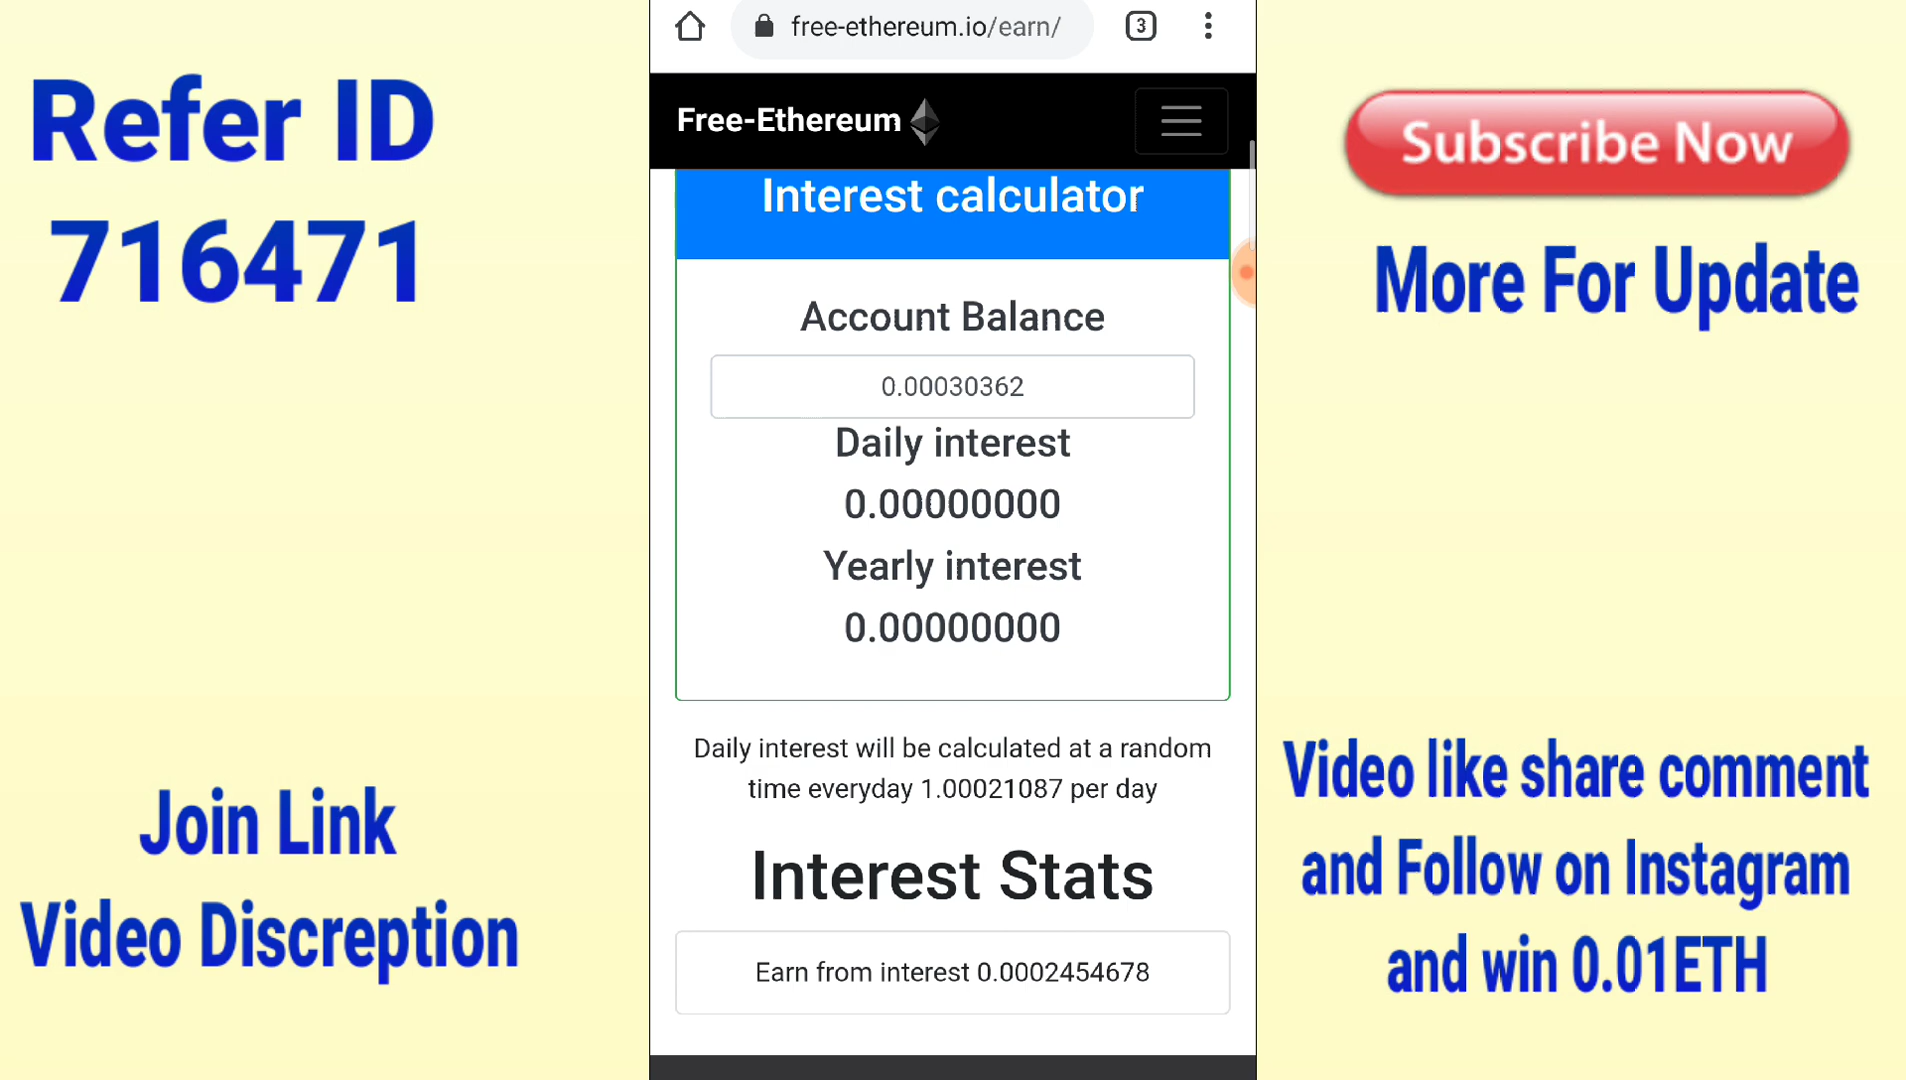 Refer ID
716471
Join Link
Video Discreption
free-ethereum.io/earn/
3
Free-Ethereum
Interest calculator
Account Balance
0.00030362
Daily interest
0.00000000
Yearly interest
0.00000000
Daily interest will be calculated at a random
time everyday 1.00021087 per day
Interest Stats
Earn from interest 0.0002454678
Subscribe Now
More For Update
Video like share comment
and Follow on Instagram
and win 0.01ETH